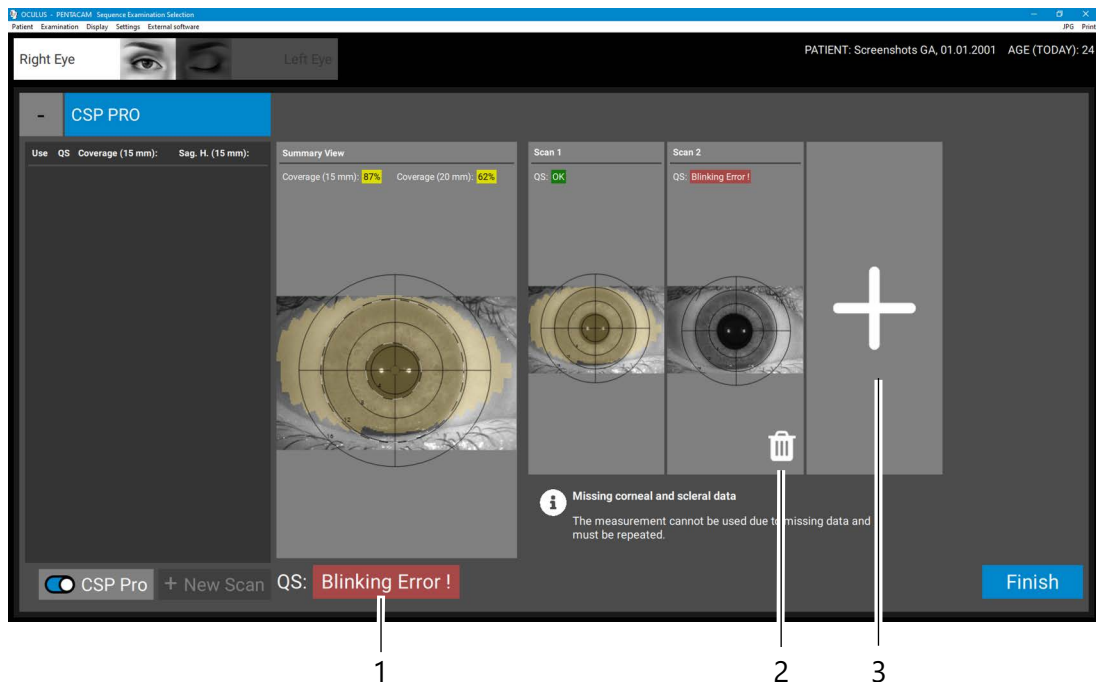 OCULUS - PENTACAM Sequence Examination Selection
Patient Examination Display Settings External software JPG Print
Right Eye Left Eye PATIENT: Screenshots GA, 01.01.2001 AGE (TODAY): 24
- CSP PRO
Use QS Coverage (15 mm): Sag. H. (15 mm):
Summary View
Coverage (15 mm): 87% Coverage (20 mm): 62%
Scan 1
QS: OK
Scan 2
QS: Blinking Error !
Missing corneal and scleral data
The measurement cannot be used due to missing data and
must be repeated.
CSP Pro + New Scan QS: Blinking Error ! Finish
1 2 3